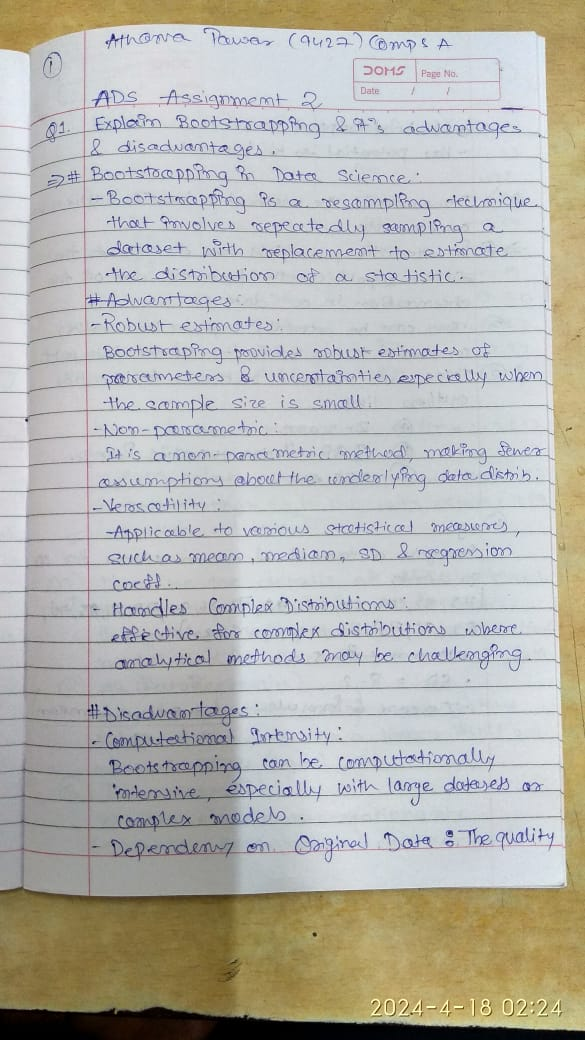 Atharva Pawar (9427) Comps A
1
DOMS Page No.
Date / /
ADS Assignment 2
Q1. Explain Bootstrapping & it's advantages
& disadvantages.
⇒ # Bootstrapping in Data Science:
- Bootstrapping is a resampling technique
that involves repeatedly sampling a
dataset with replacement to estimate
the distribution of a statistic.
# Advantages:
- Robust estimates:
Bootstraping provides robust estimates of
parameters & uncertainties especially when
the sample size is small.
- Non-parametric:
It is a non-parametric method, making fewer
assumptions about the underlying data distrib.
- Versatility:
- Applicable to various statistical measures,
such as mean, median, SD & regression
coeff.
- Handles Complex Distributions:
effective for complex distributions where
analytical methods may be challenging.
# Disadvantages:
- Computational Intensity:
Bootstrapping can be computationally
intensive, especially with large datasets or
complex models.
- Dependency on Original Data: The quality
2024-4-18 02:24